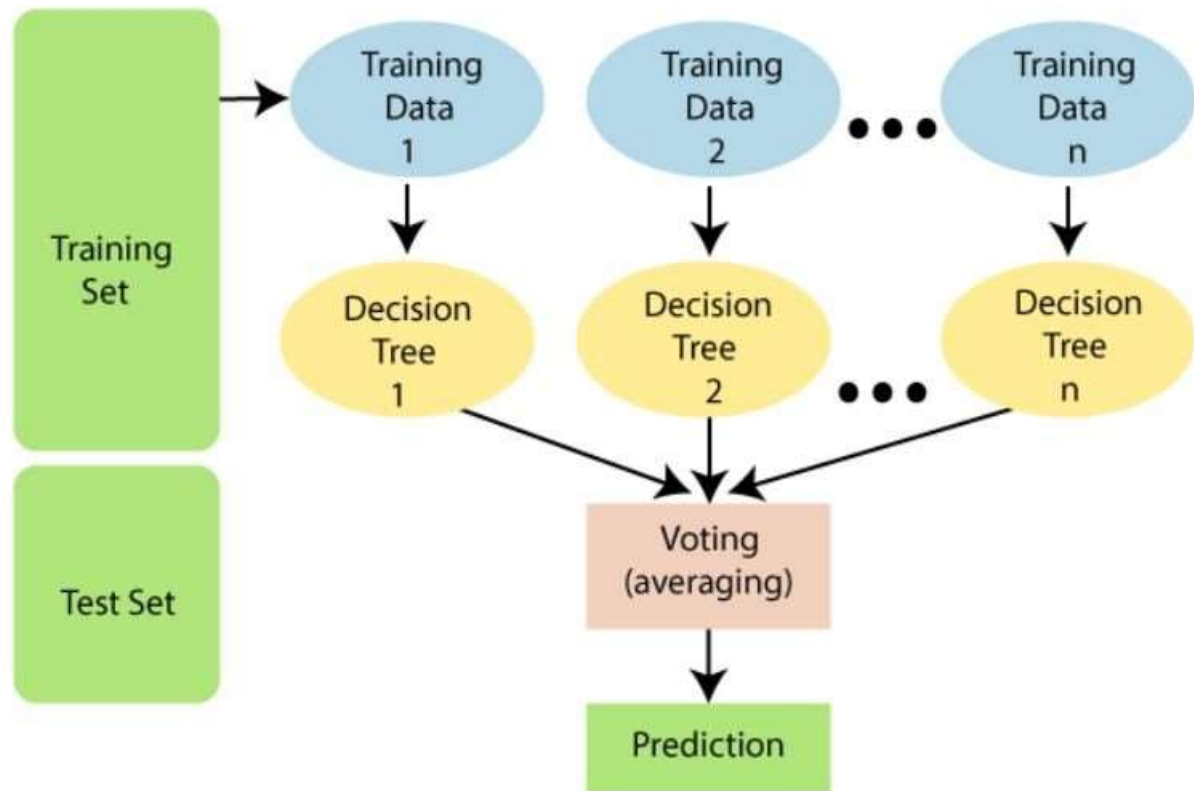 Training
Set
Test Set
Training
Data
1
Training
Data
2
Training
Data
n
Decision
Tree
1
Decision
Tree
2
Decision
Tree
n
Voting
(averaging)
Prediction